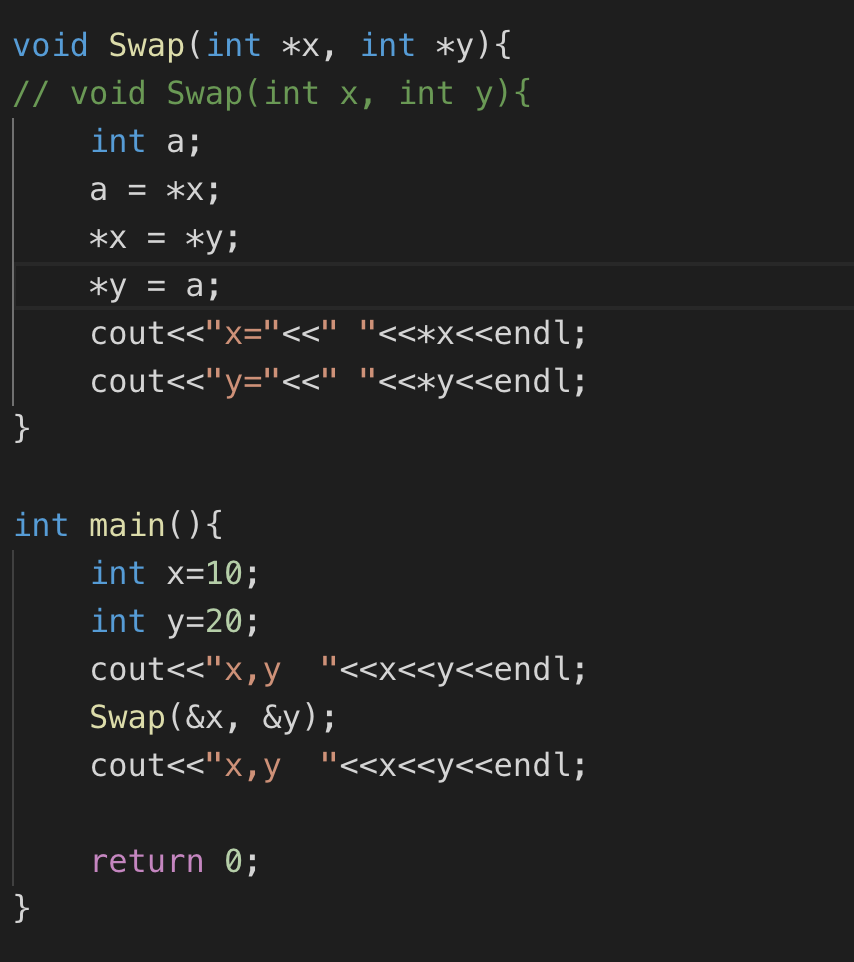 void Swap(int *x, int *y){
// void Swap(int x, int y){
    int a;
    a = *x;
    *x = *y;
    *y = a;
    cout<<"x="<<" "<<*x<<endl;
    cout<<"y="<<" "<<*y<<endl;
}

int main(){
    int x=10;
    int y=20;
    cout<<"x,y  "<<x<<y<<endl;
    Swap(&x, &y);
    cout<<"x,y  "<<x<<y<<endl;

    return 0;
}